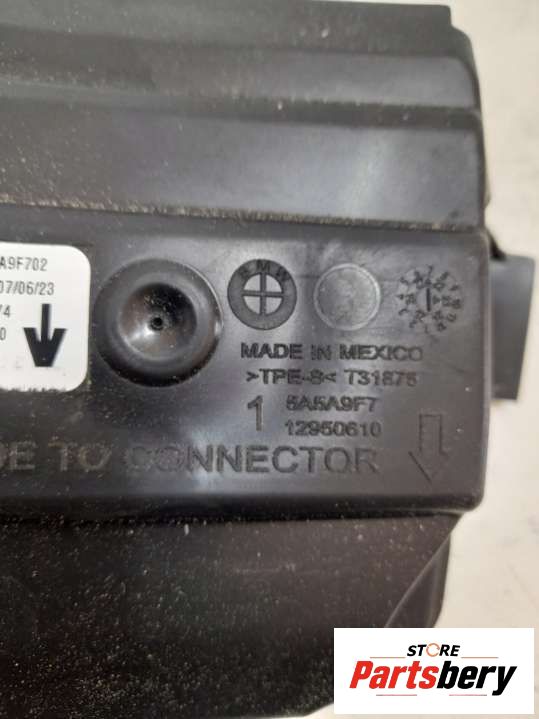 A9F702
07/06/23
74
0
BMW
MADE IN MEXICO
>TPE-S< T31875
1 5A5A9F7
12950610
DE TO CONNECTOR
STORE
Partsbery